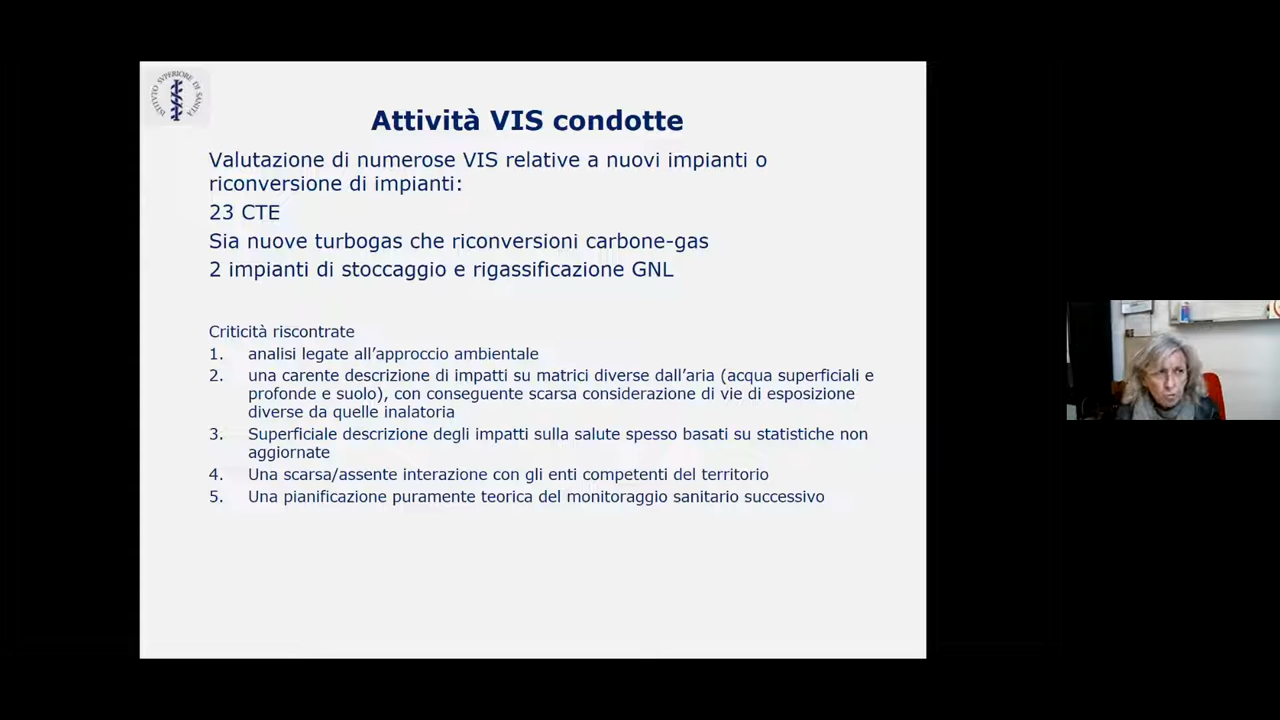 ISTITVTO SVPERIORE DI SANITÀ
Attività VIS condotte
Valutazione di numerose VIS relative a nuovi impianti o
riconversione di impianti:
23 CTE
Sia nuove turbogas che riconversioni carbone-gas
2 impianti di stoccaggio e rigassificazione GNL
Criticità riscontrate
1. analisi legate all’approccio ambientale
2. una carente descrizione di impatti su matrici diverse dall’aria (acqua superficiali e
profonde e suolo), con conseguente scarsa considerazione di vie di esposizione
diverse da quelle inalatoria
3. Superficiale descrizione degli impatti sulla salute spesso basati su statistiche non
aggiornate
4. Una scarsa/assente interazione con gli enti competenti del territorio
5. Una pianificazione puramente teorica del monitoraggio sanitario successivo